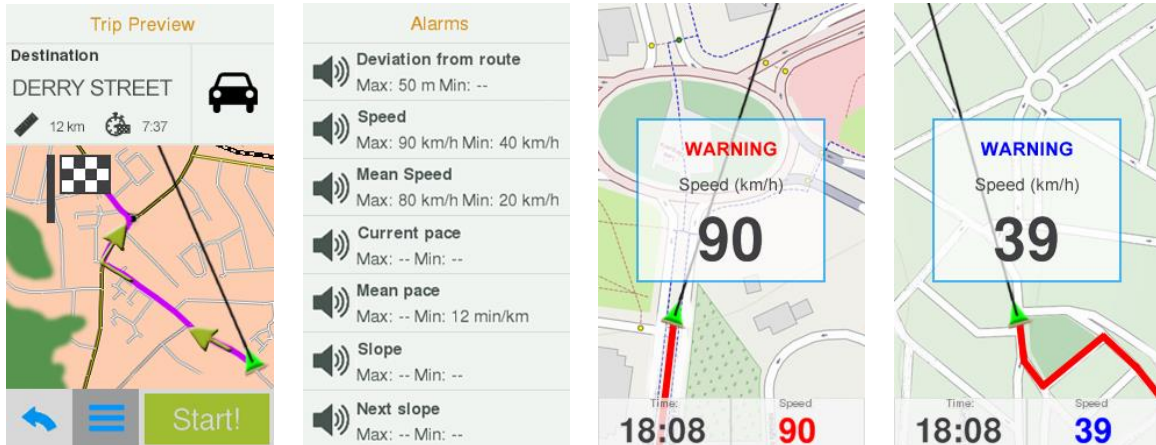 Trip Preview
Destination
DERRY STREET
12 km 7:37
Start!
Alarms
Deviation from route
Max: 50 m Min: --
Speed
Max: 90 km/h Min: 40 km/h
Mean Speed
Max: 80 km/h Min: 20 km/h
Current pace
Max: -- Min: --
Mean pace
Max: -- Min: 12 min/km
Slope
Max: -- Min: --
Next slope
Max: -- Min: --
WARNING
Speed (km/h)
90
Time: Speed
18:08 90
WARNING
Speed (km/h)
39
Time: Speed
18:08 39